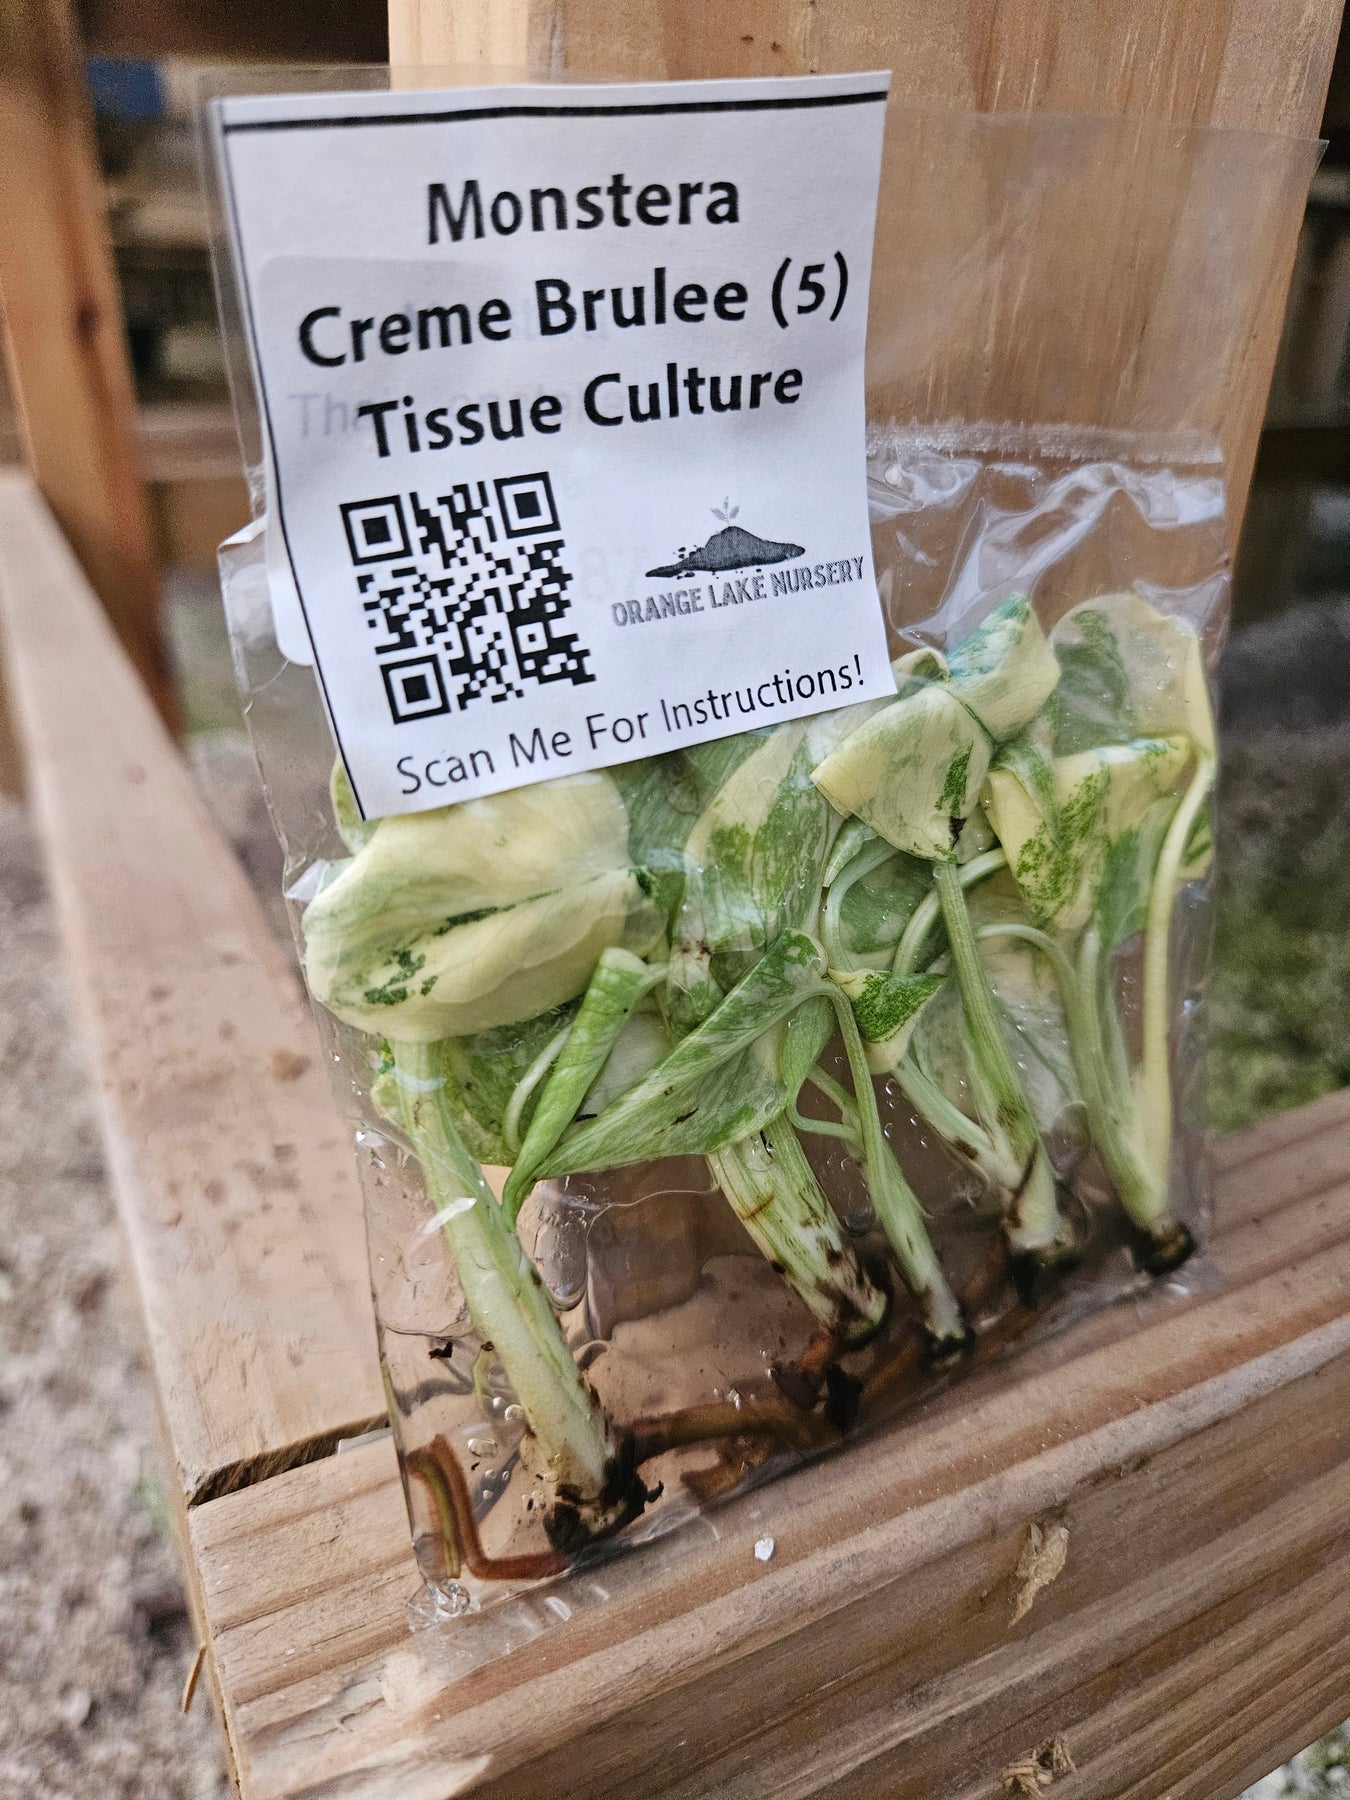 Monstera
Creme Brulee (5)
Tissue Culture
ORANGE LAKE NURSERY
Scan Me For Instructions!